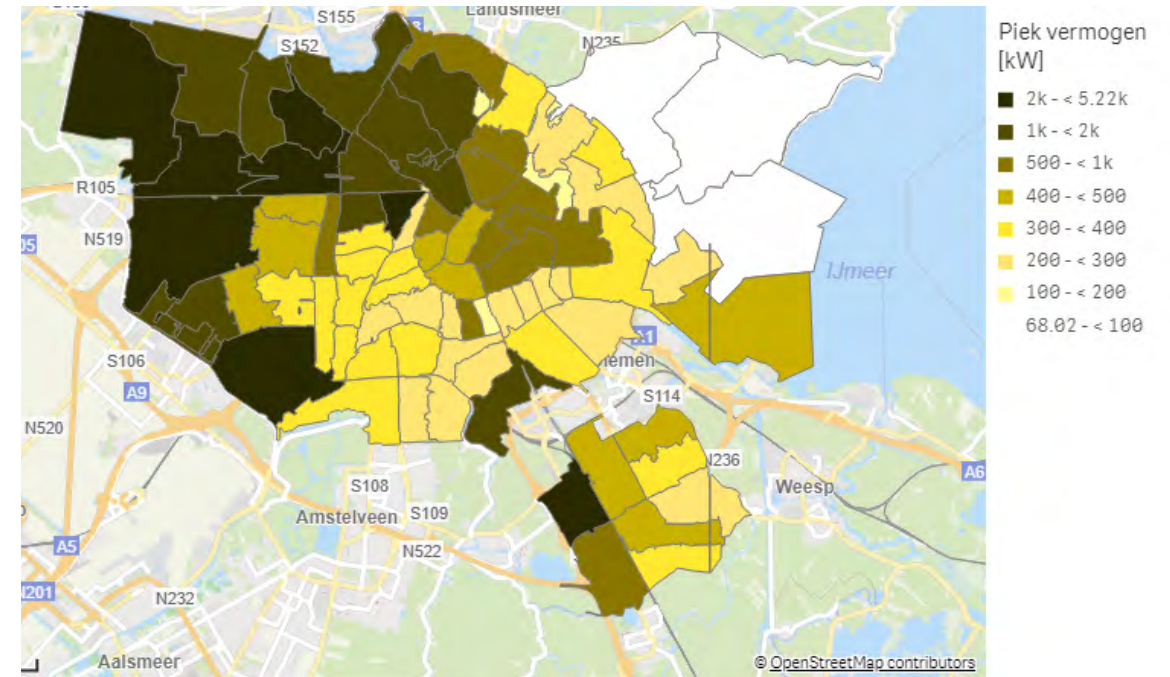 S155
Landsmeer
S152
N235
R105
N519
IJmeer
A1
S106
A9
S114
N520
N236
A6
S108
Weesp
Amstelveen
S109
N522
A5
N232
Aalsmeer
© OpenStreetMap contributors
Piek vermogen
[kW]
2k - < 5.22k
1k - < 2k
500 - < 1k
400 - < 500
300 - < 400
200 - < 300
100 - < 200
68.02 - < 100